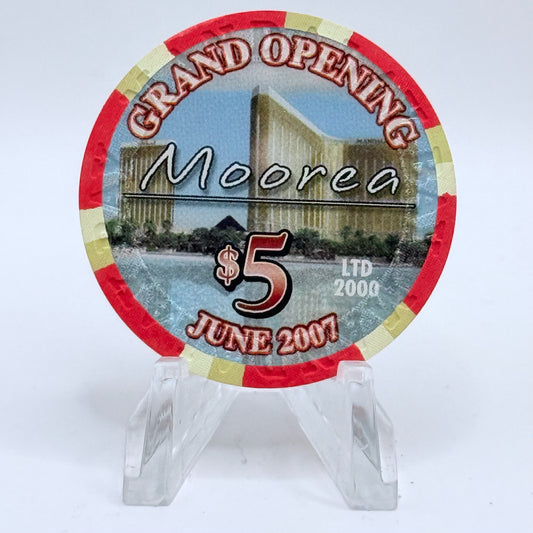 GRAND OPENING
Moorea
$5
LTD
2000
JUNE 2007